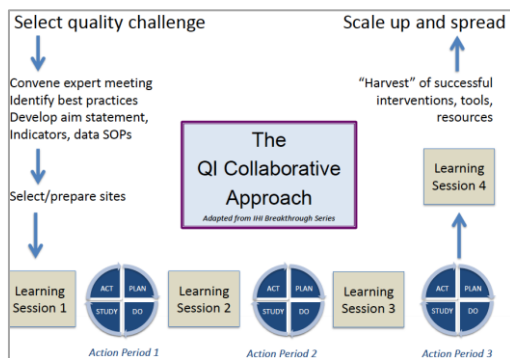 Select quality challenge
Scale up and spread
Convene expert meeting
Identify best practices
Develop aim statement,
Indicators, data SOPs
"Harvest" of successful
interventions, tools,
resources
The
QI Collaborative
Approach
Adapted from IHI Breakthrough Series
Select/prepare sites
Learning
Session 4
Learning
Session 1
ACT
PLAN
STUDY
DO
Learning
Session 2
ACT
PLAN
STUDY
DO
Learning
Session 3
ACT
PLAN
STUDY
DO
Action Period 1
Action Period 2
Action Period 3